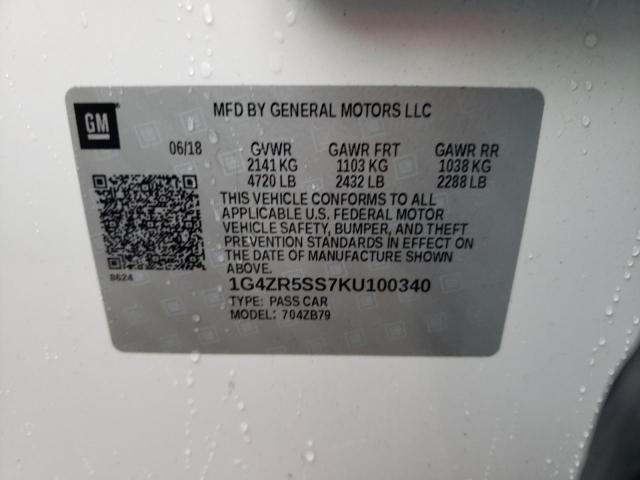 GM
MFD BY GENERAL MOTORS LLC
06/18 GVWR GAWR FRT GAWR RR
2141 KG 1103 KG 1038 KG
4720 LB 2432 LB 2288 LB
THIS VEHICLE CONFORMS TO ALL
APPLICABLE U.S. FEDERAL MOTOR
VEHICLE SAFETY, BUMPER, AND THEFT
PREVENTION STANDARDS IN EFFECT ON
THE DATE OF MANUFACTURE SHOWN
ABOVE.
8624
1G4ZR5SS7KU100340
TYPE: PASS CAR
MODEL: 704ZB79